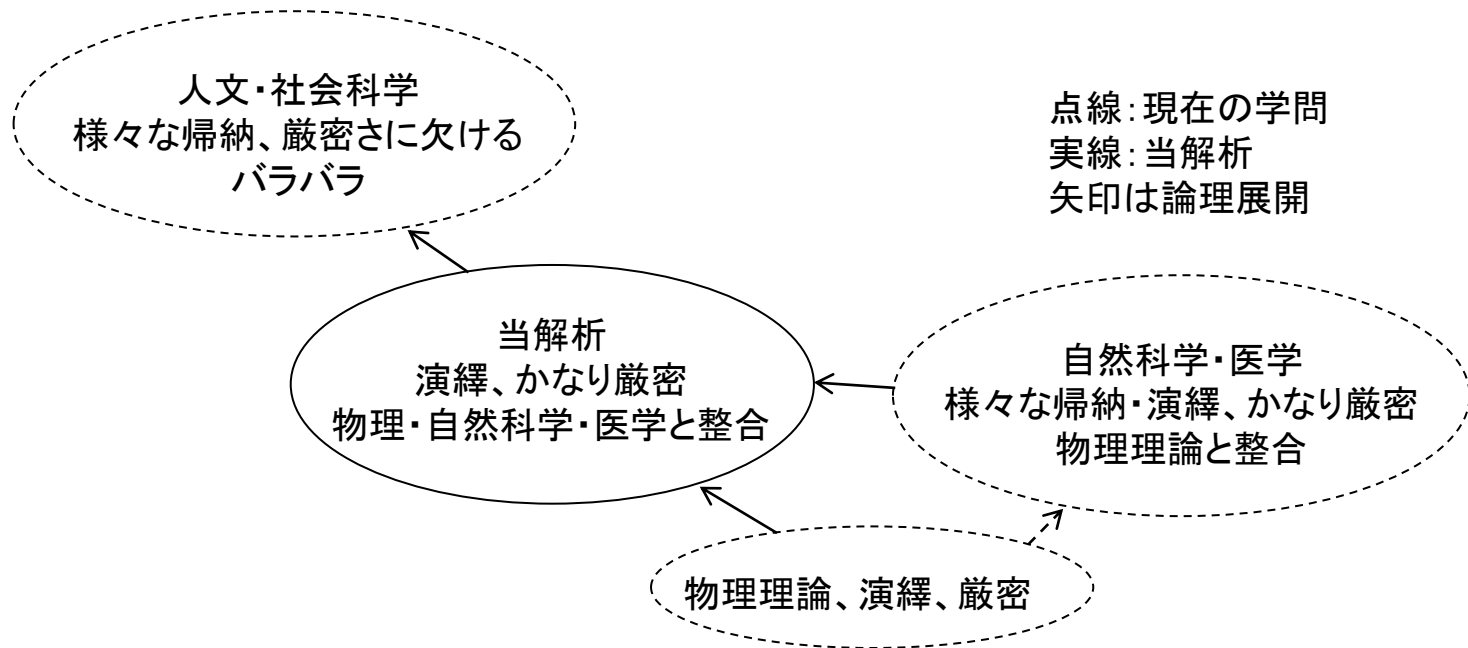 人文・社会科学
様々な帰納、厳密さに欠ける
バラバラ
点線：現在の学問
実線：当解析
矢印は論理展開
当解析
演繹、かなり厳密
物理・自然科学・医学と整合
自然科学・医学
様々な帰納・演繹、かなり厳密
物理理論と整合
物理理論、演繹、厳密